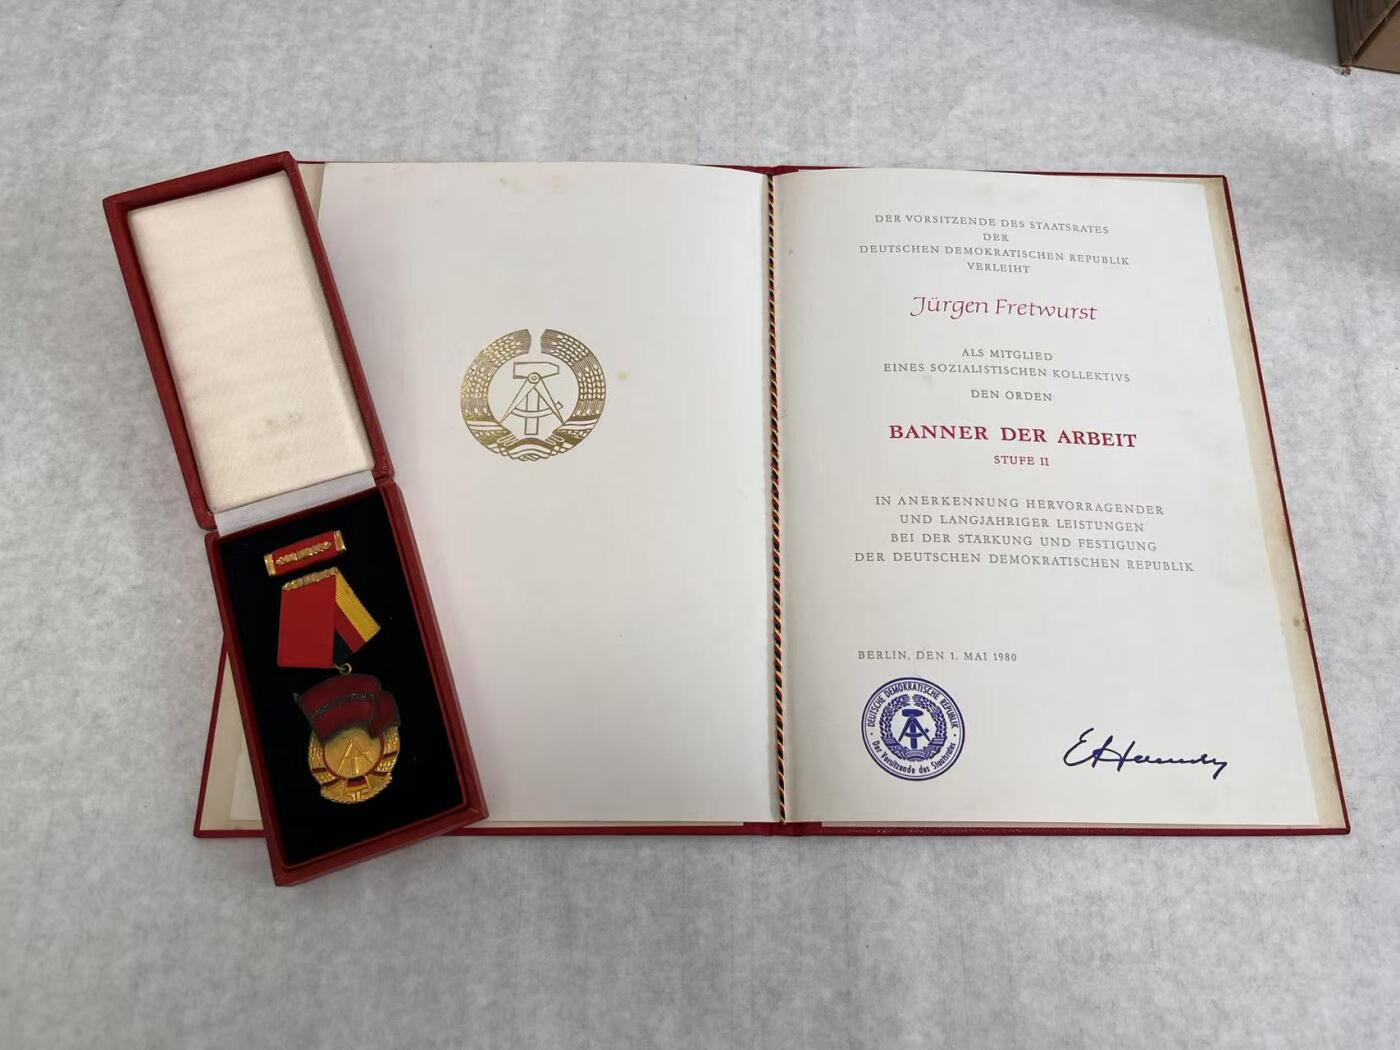 DER VORSITZENDE DES STAATSRATES
DER
DEUTSCHEN DEMOKRATISCHEN REPUBLIK
VERLEIHT
Jürgen Fretwurst
ALS MITGLIED
EINES SOZIALISTISCHEN KOLLEKTIVS
DEN ORDEN
BANNER DER ARBEIT
STUFE II
IN ANERKENNUNG HERVORRAGENDER
UND LANGJÄHRIGER LEISTUNGEN
BEI DER STÄRKUNG UND FESTIGUNG
DER DEUTSCHEN DEMOKRATISCHEN REPUBLIK
BERLIN, DEN 1. MAI 1980
DEUTSCHE DEMOKRATISCHE REPUBLIK
Der Vorsitzende des Staatsrates